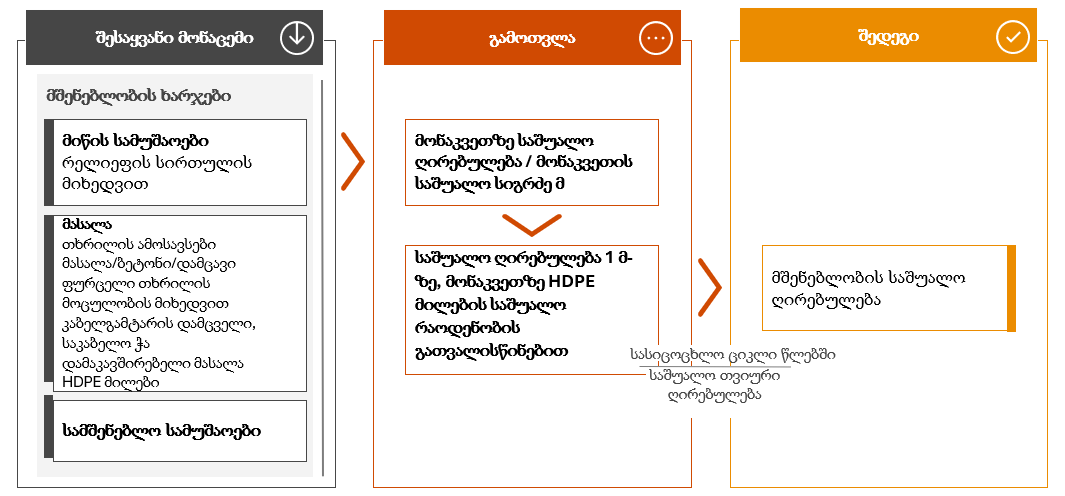 შესაყვანი მონაცემი
მშენებლობის ხარჯები
მიწის სამუშაოები
რელიეფის სირთულის
მიხედვით
მასალა
თხრილის ამოსავსები
მასალა/ბეტონი/დამცავი
ფურცელი თხრილის
მოცულობის მიხედვით
კაბელგამტარის დამცველი,
საკაბელო ჭა
დამაკავშირებელი მასალა
HDPE მილები
სამშენებლო სამუშაოები
გამოთვლა
მონაკვეთზე საშუალო
ღირებულება / მონაკვეთის
საშუალო სიგრძე მ
საშუალო ღირებულება 1 მ-
ზე, მონაკვეთზე HDPE
მილების საშუალო
რაოდენობის
გათვალისწინებით
სასიცოცხლო ციკლი წლებში
საშუალო თვიური
ღირებულება
შედეგი
მშენებლობის საშუალო
ღირებულება